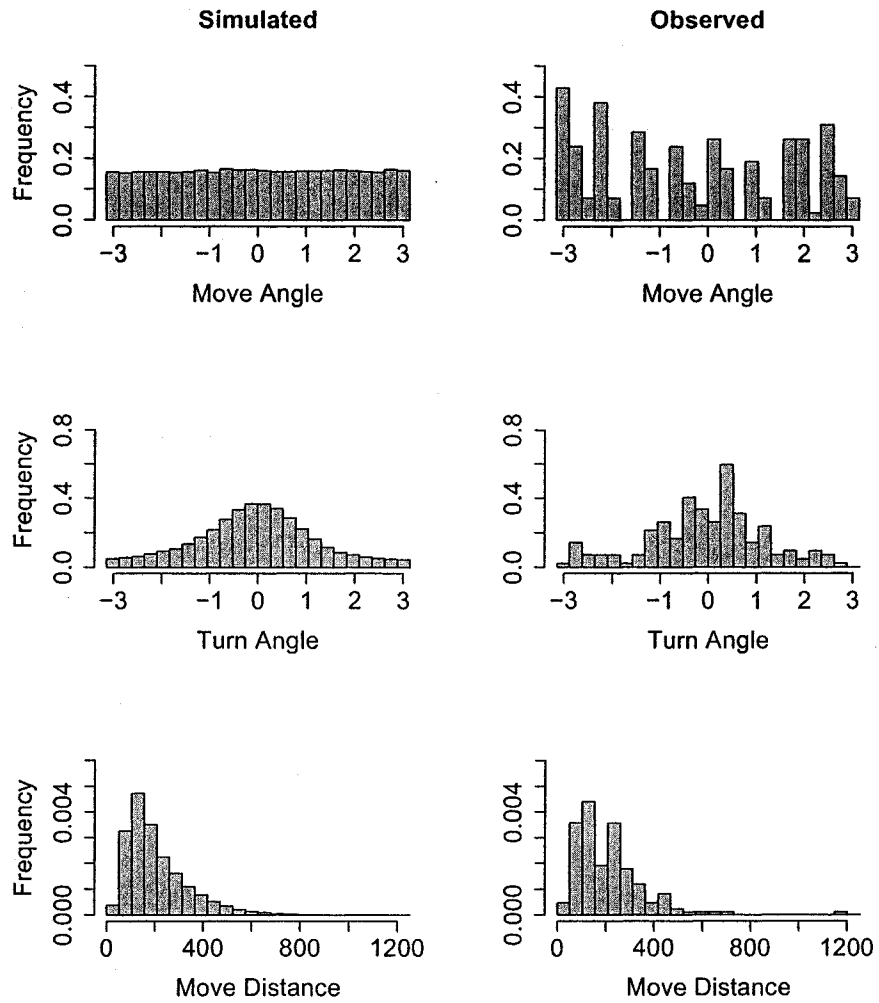 Simulated
Observed
Frequency
0.0 0.2 0.4
−3 −1 0 1 2 3
Move Angle
0.0 0.2 0.4
−3 −1 0 1 2 3
Move Angle
Frequency
0.0 0.4 0.8
−3 −1 0 1 2 3
Turn Angle
0.0 0.4 0.8
−3 −1 0 1 2 3
Turn Angle
Frequency
0.000 0.004
0 400 800 1200
Move Distance
0.000 0.004
0 400 800 1200
Move Distance